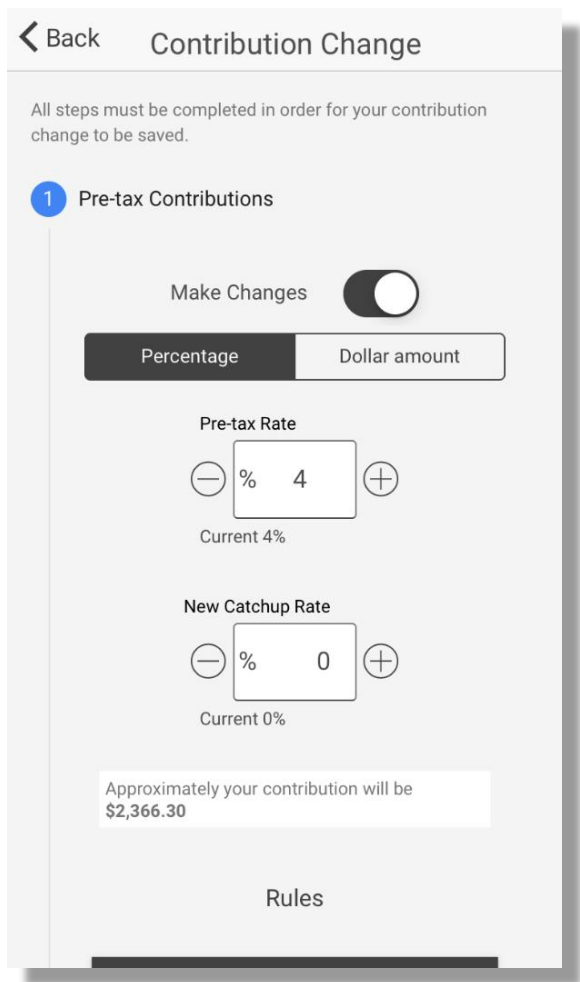 Back
Contribution Change
All steps must be completed in order for your contribution
change to be saved.
1 Pre-tax Contributions
Make Changes
Percentage Dollar amount
Pre-tax Rate
% 4
Current 4%
New Catchup Rate
% 0
Current 0%
Approximately your contribution will be
$2,366.30
Rules